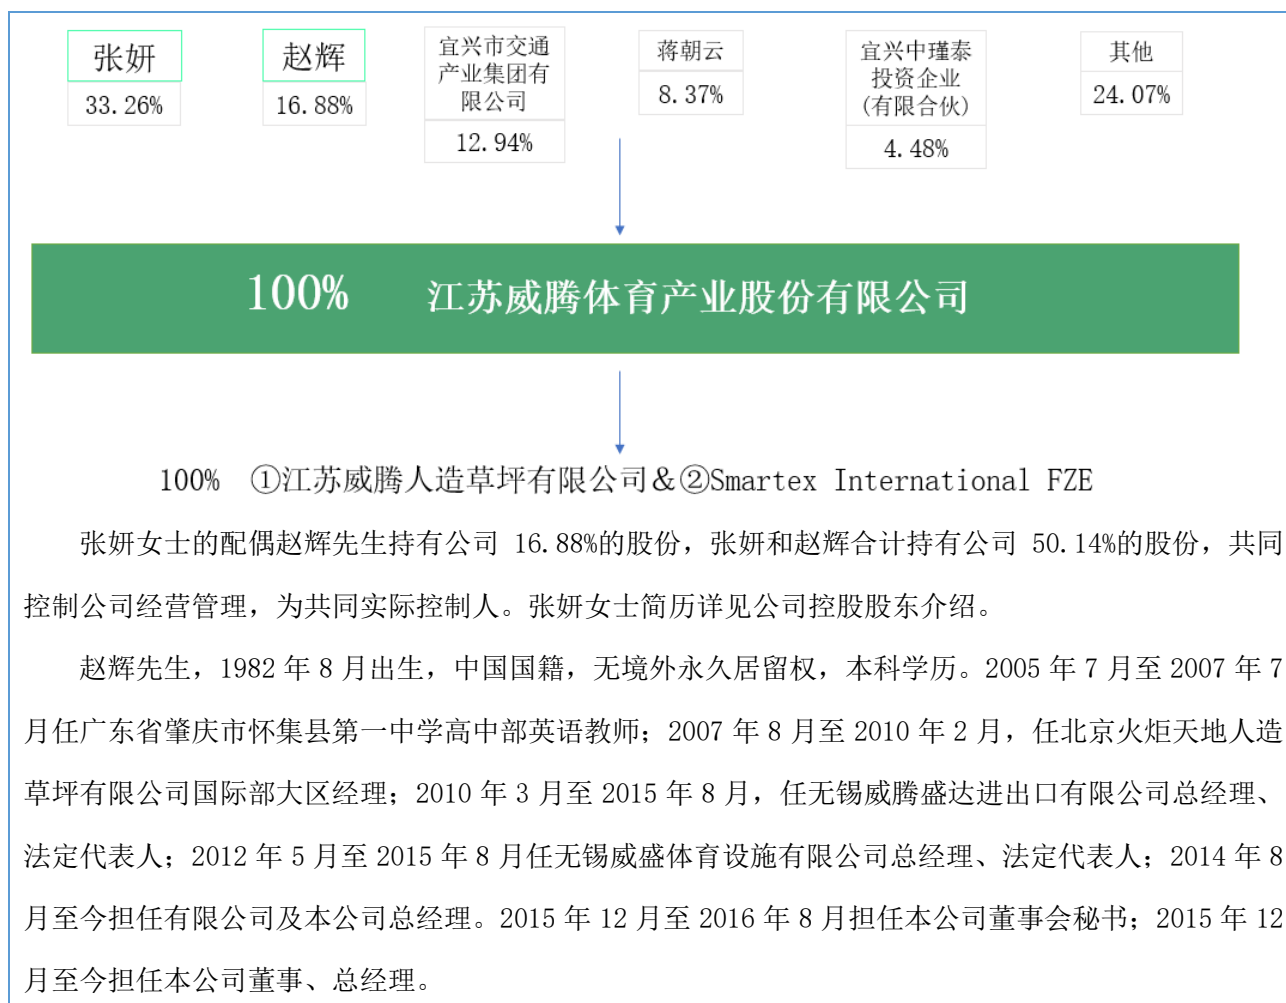 张妍
33.26%
赵辉
16.88%
宜兴市交通
产业集团有
限公司
12.94%
蒋朝云
8.37%
宜兴中瑾泰
投资企业
(有限合伙)
4.48%
其他
24.07%
100% 江苏威腾体育产业股份有限公司
100% ①江苏威腾人造草坪有限公司&②Smartex International FZE
张妍女士的配偶赵辉先生持有公司 16.88%的股份，张妍和赵辉合计持有公司 50.14%的股份，共同
控制公司经营管理，为共同实际控制人。张妍女士简历详见公司控股股东介绍。
赵辉先生，1982 年 8 月出生，中国国籍，无境外永久居留权，本科学历。2005 年 7 月至 2007 年 7
月任广东省肇庆市怀集县第一中学高中部英语教师；2007 年 8 月至 2010 年 2 月，任北京火炬天地人造
草坪有限公司国际部大区经理；2010 年 3 月至 2015 年 8 月，任无锡威腾盛达进出口有限公司总经理、
法定代表人；2012 年 5 月至 2015 年 8 月任无锡威盛体育设施有限公司总经理、法定代表人；2014 年 8
月至今担任有限公司及本公司总经理。2015 年 12 月至 2016 年 8 月担任本公司董事会秘书；2015 年 12
月至今担任本公司董事、总经理。